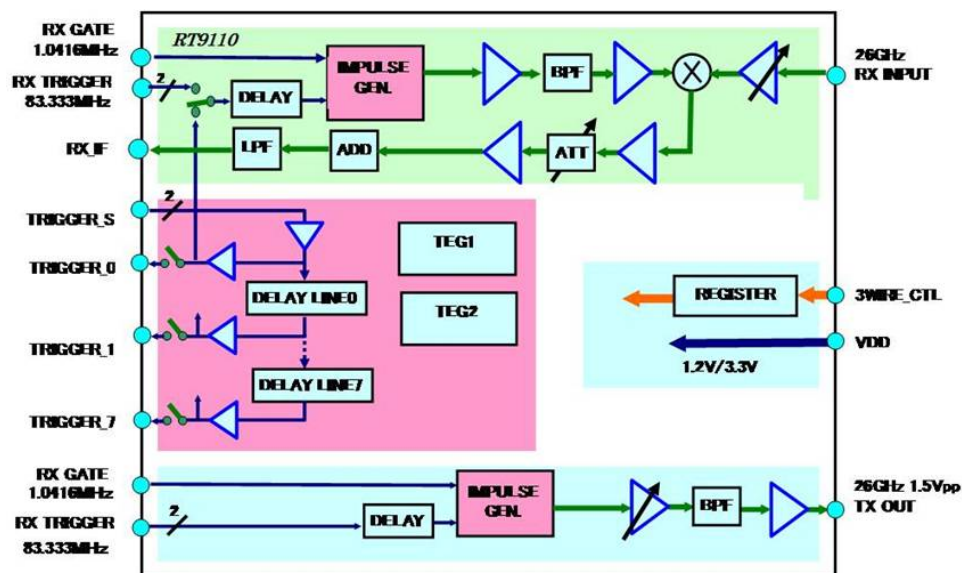 RX GATE
1.0416MHz
RT9110
26GHz
RX INPUT
IMPULSE
GEN.
BPF
RX TRIGGER
83.333MHz
2
DELAY
RX_IF
LPF
ADD
ATT
TRIGGER_S
2
TEG1
TRIGGER_0
DELAY LINE0
TEG2
REGISTER
3WIRE_CTL
TRIGGER_1
VDD
1.2V/3.3V
DELAY LINE7
TRIGGER_7
RX GATE
1.0416MHz
IMPULSE
GEN.
26GHz 1.5Vpp
TX OUT
BPF
RX TRIGGER
83.333MHz
2
DELAY